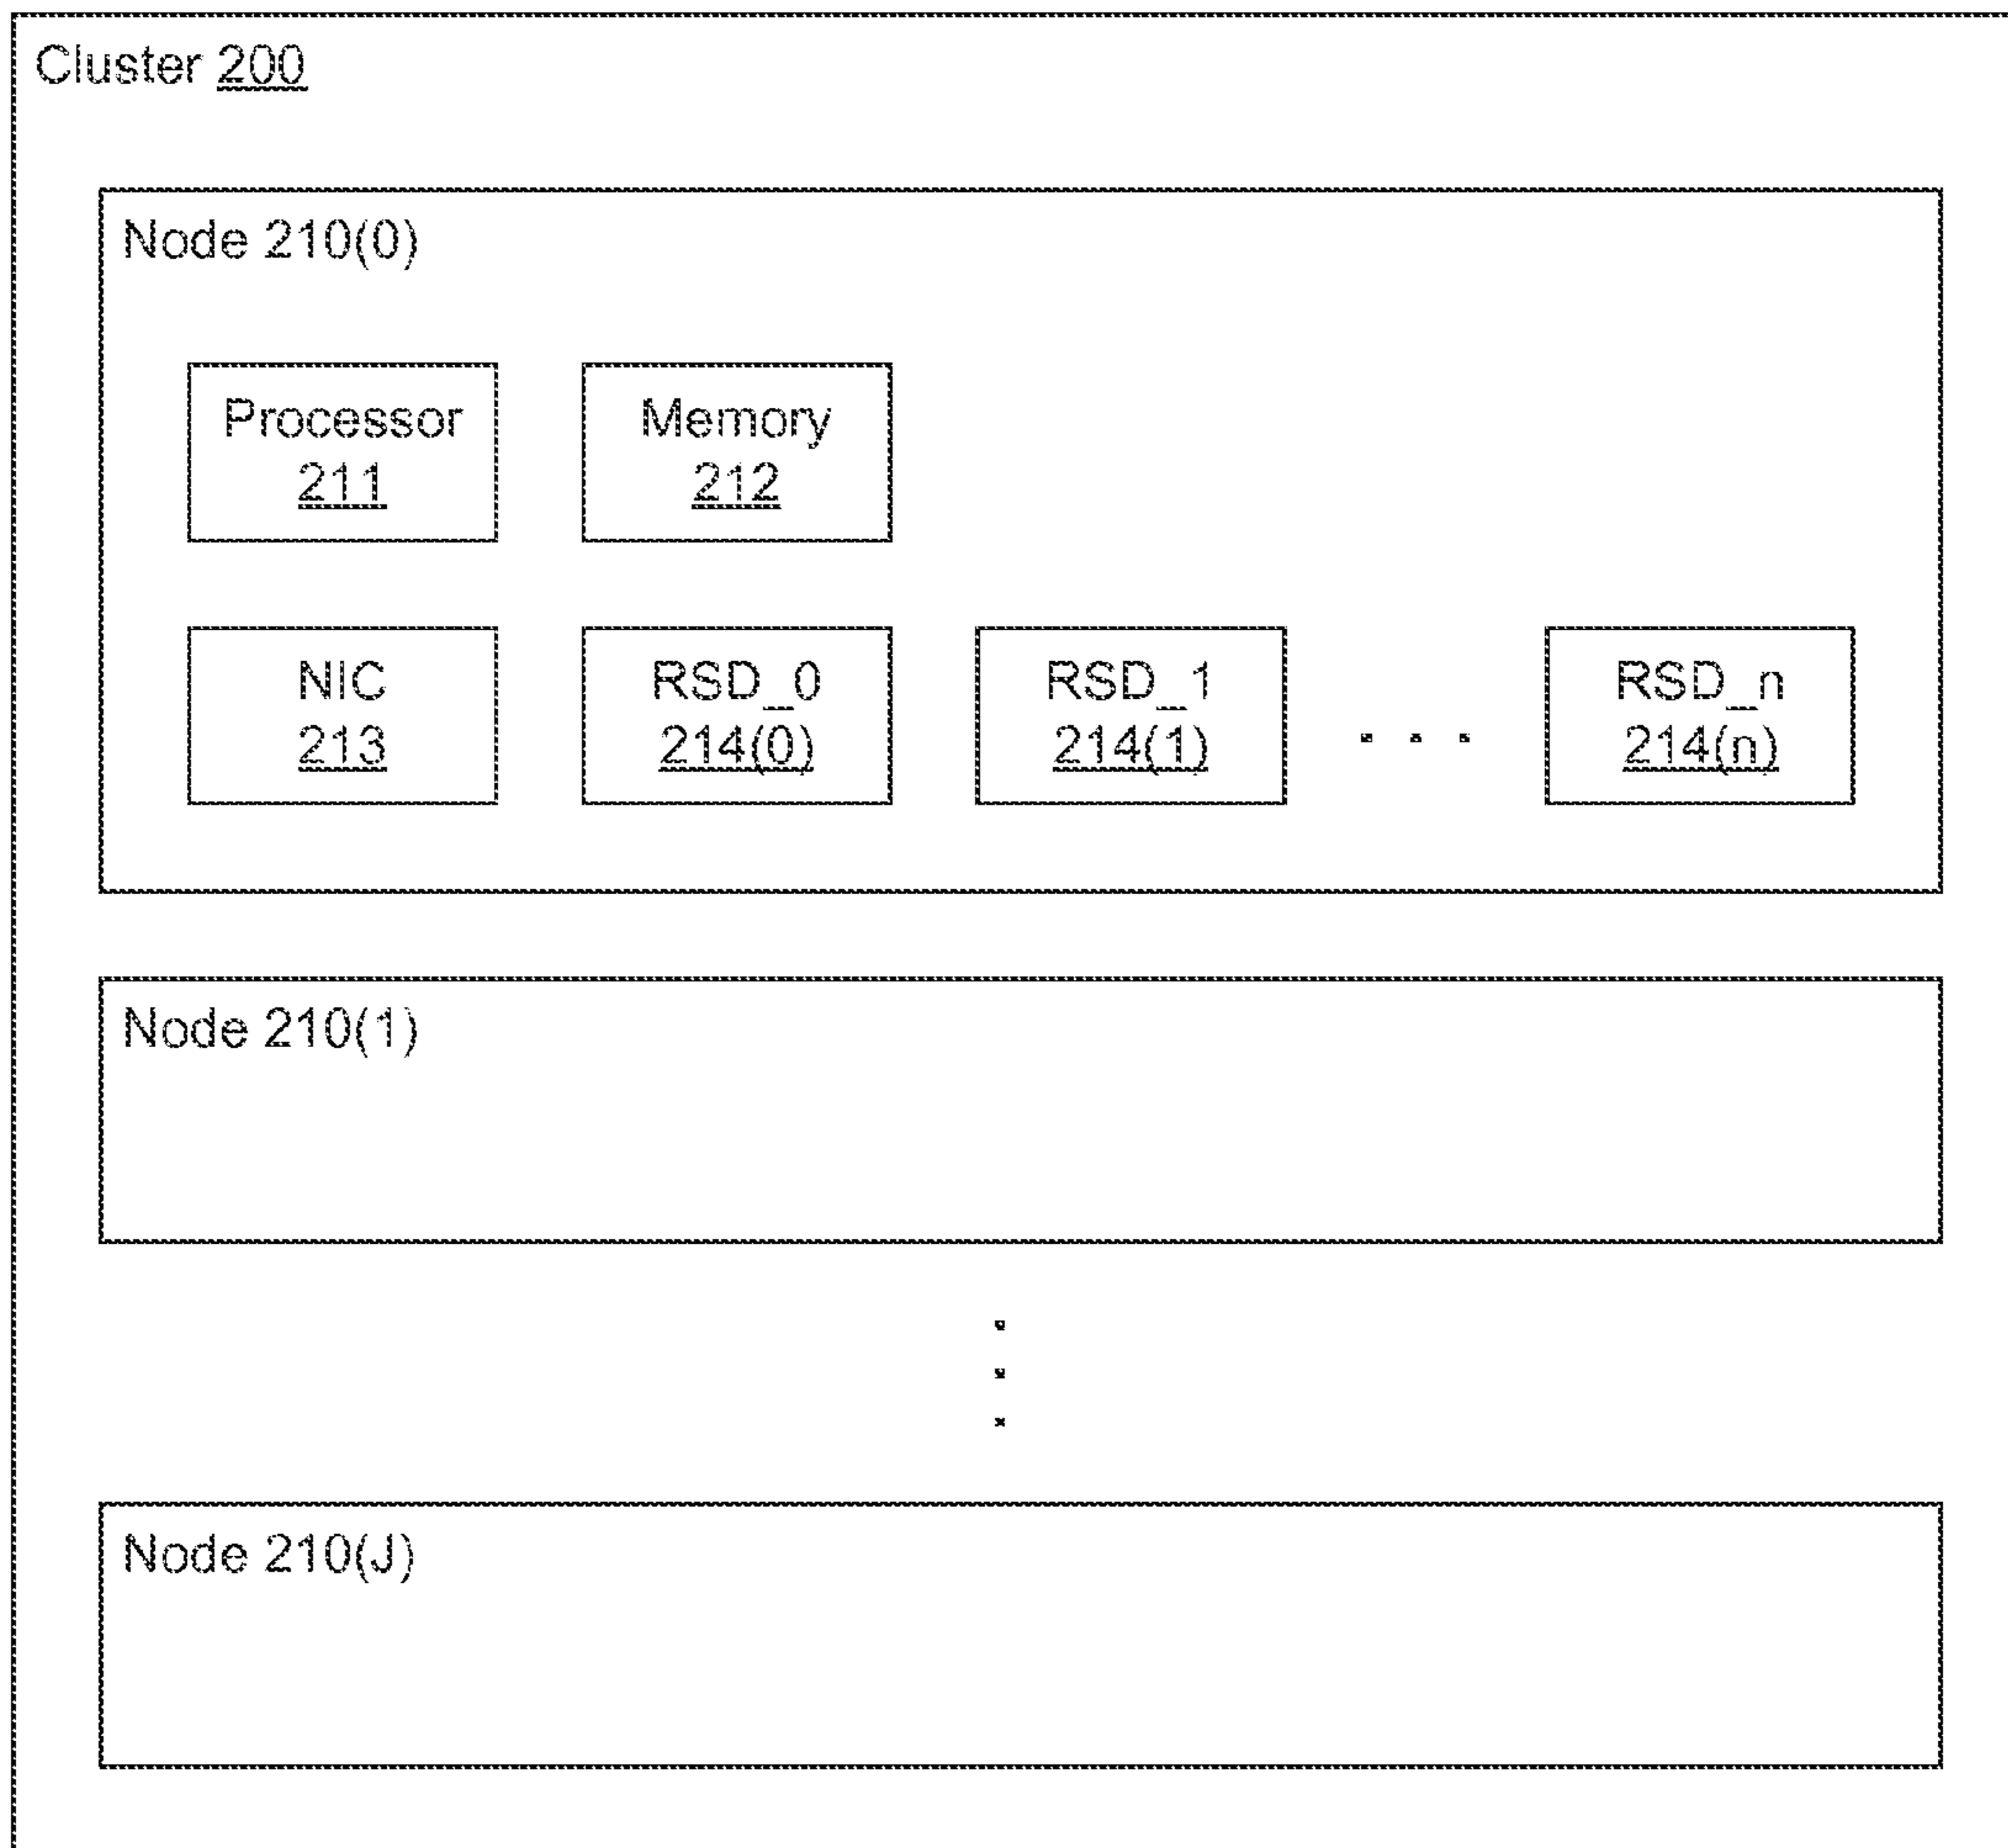 Cluster 200
Node 210(0)
Processor
211
Memory
212
NIC
213
RSD_0
214(0)
RSD_1
214(1)
. . .
RSD_n
214(n)
Node 210(1)
Node 210(J)